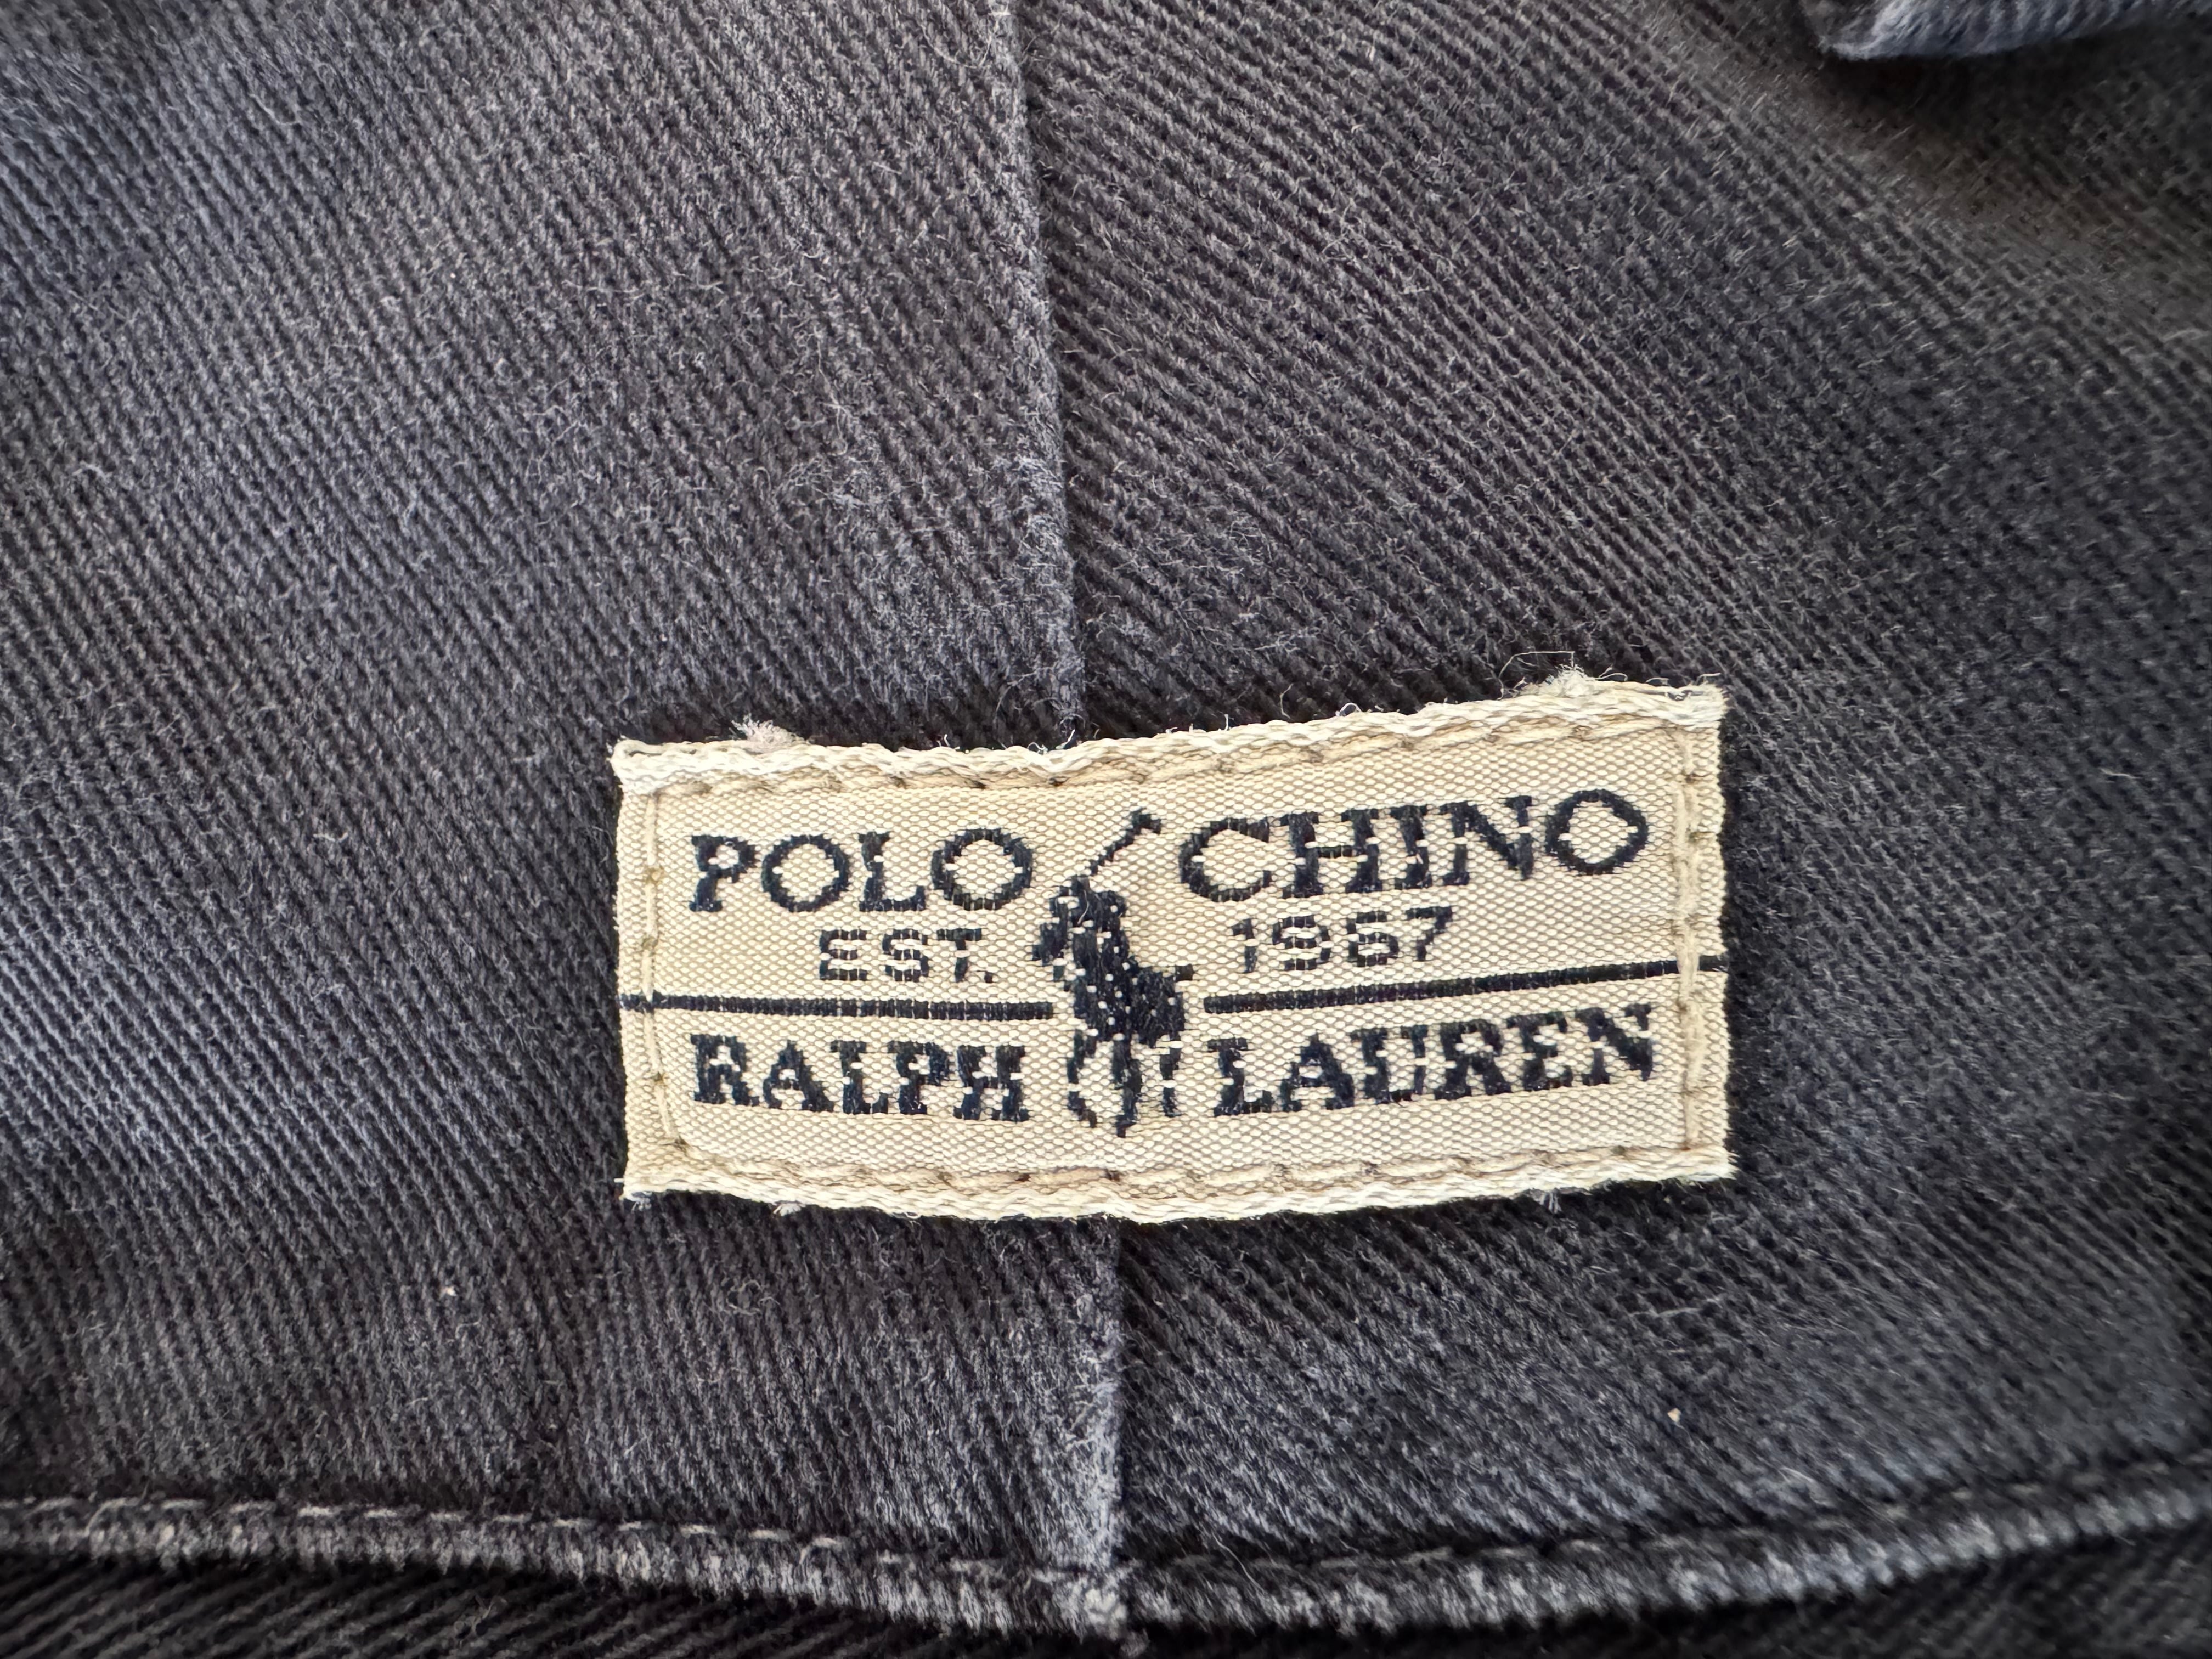 POLO CHINO
EST. 1967
RALPH LAUREN